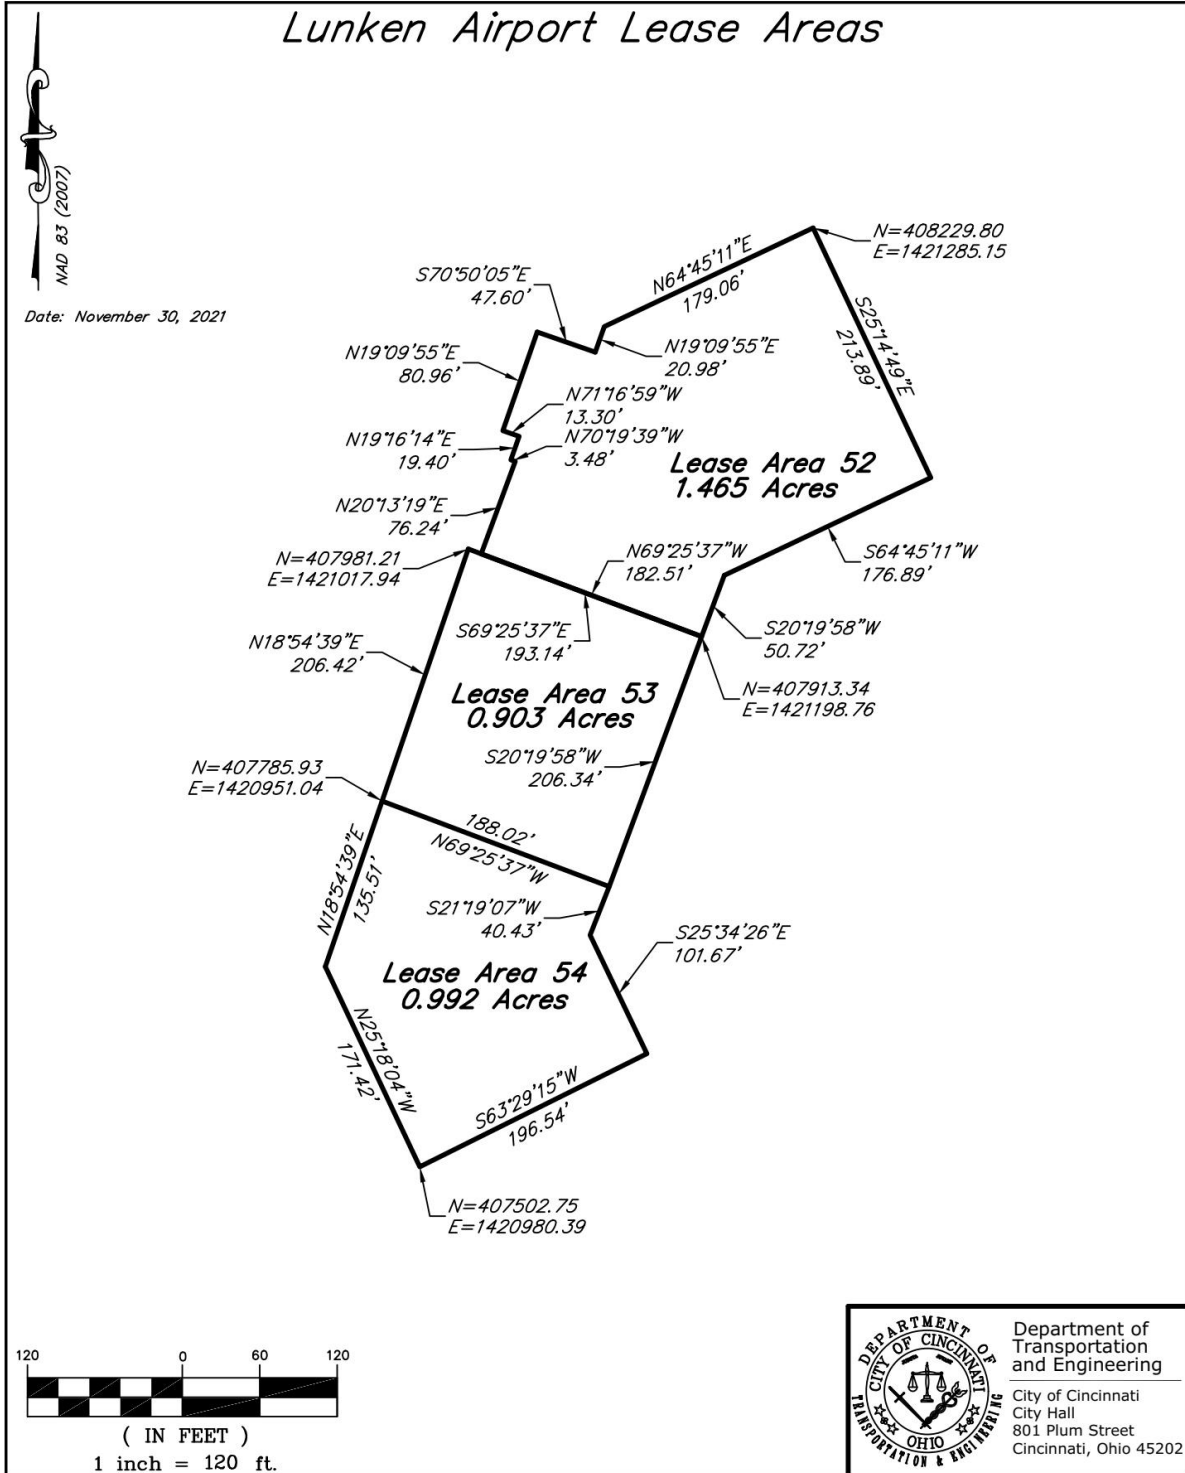 Lunken Airport Lease Areas
NAD 83 (2007)
Date: November 30, 2021
N=408229.80
E=1421285.15
N64°45'11"E
179.06'
S70°50'05"E
47.60'
S25°14'49"E
213.89'
N19°09'55"E
20.98'
N19°09'55"E
80.96'
N71°16'59"W
13.30'
N19°16'14"E
19.40'
N70°19'39"W
3.48'
Lease Area 52
1.465 Acres
N20°13'19"E
76.24'
N=407981.21
E=1421017.94
N69°25'37"W
182.51'
S64°45'11"W
176.89'
S69°25'37"E
193.14'
S20°19'58"W
50.72'
N18°54'39"E
206.42'
Lease Area 53
0.903 Acres
N=407913.34
E=1421198.76
S20°19'58"W
206.34'
N=407785.93
E=1420951.04
188.02'
N69°25'37"W
N18°54'39"E
135.51'
S21°19'07"W
40.43'
S25°34'26"E
101.67'
Lease Area 54
0.992 Acres
N25°18'04"W
171.42'
S63°29'15"W
196.54'
N=407502.75
E=1420980.39
120 0 60 120
( IN FEET )
1 inch = 120 ft.
DEPARTMENT OF
TRANSPORTATION & ENGINEERING
CITY OF CINCINNATI
OHIO
Department of
Transportation
and Engineering
City of Cincinnati
City Hall
801 Plum Street
Cincinnati, Ohio 45202